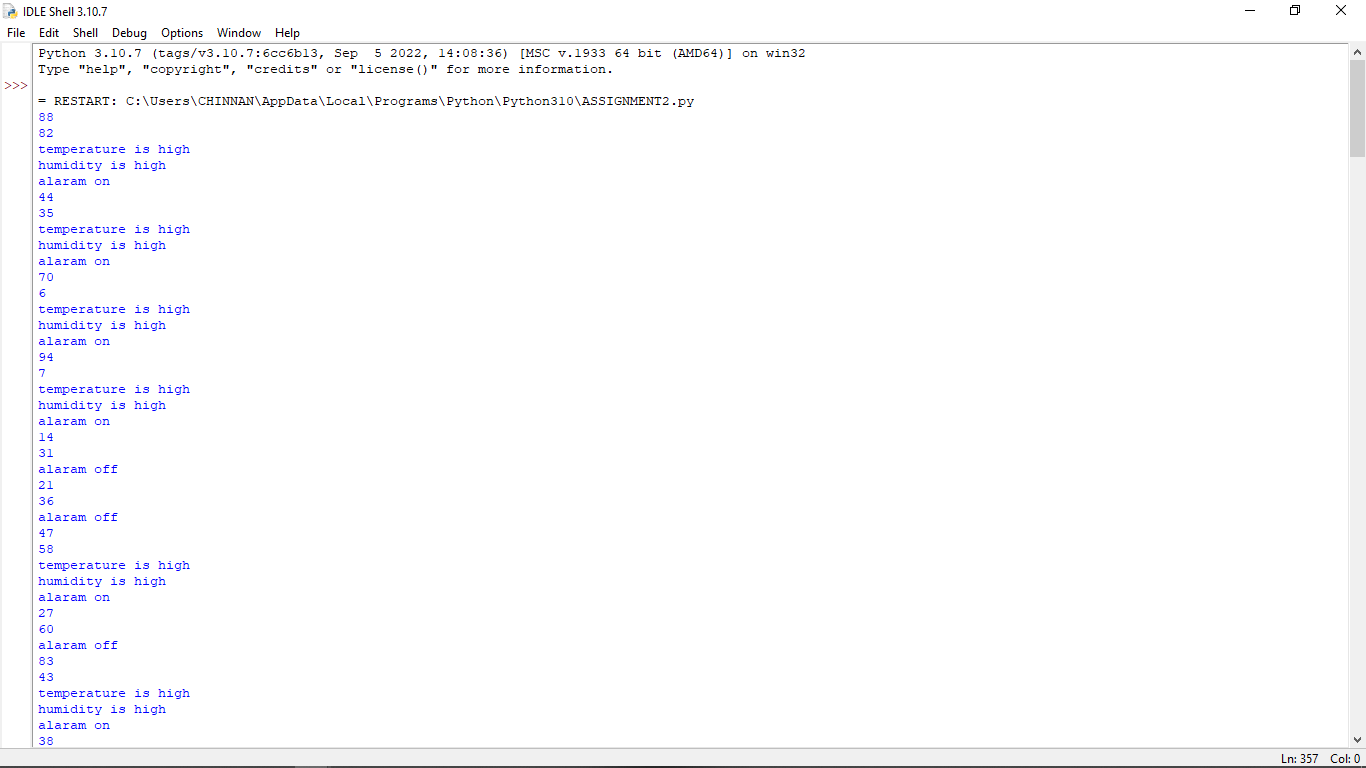 IDLE Shell 3.10.7
File Edit Shell Debug Options Window Help
Python 3.10.7 (tags/v3.10.7:6cc6b13, Sep  5 2022, 14:08:36) [MSC v.1933 64 bit (AMD64)] on win32
Type "help", "copyright", "credits" or "license()" for more information.
>>>
= RESTART: C:\Users\CHINNAN\AppData\Local\Programs\Python\Python310\ASSIGNMENT2.py
88
82
temperature is high
humidity is high
alaram on
44
35
temperature is high
humidity is high
alaram on
70
6
temperature is high
humidity is high
alaram on
94
7
temperature is high
humidity is high
alaram on
14
31
alaram off
21
36
alaram off
47
58
temperature is high
humidity is high
alaram on
27
60
alaram off
83
43
temperature is high
humidity is high
alaram on
38
Ln: 357 Col: 0